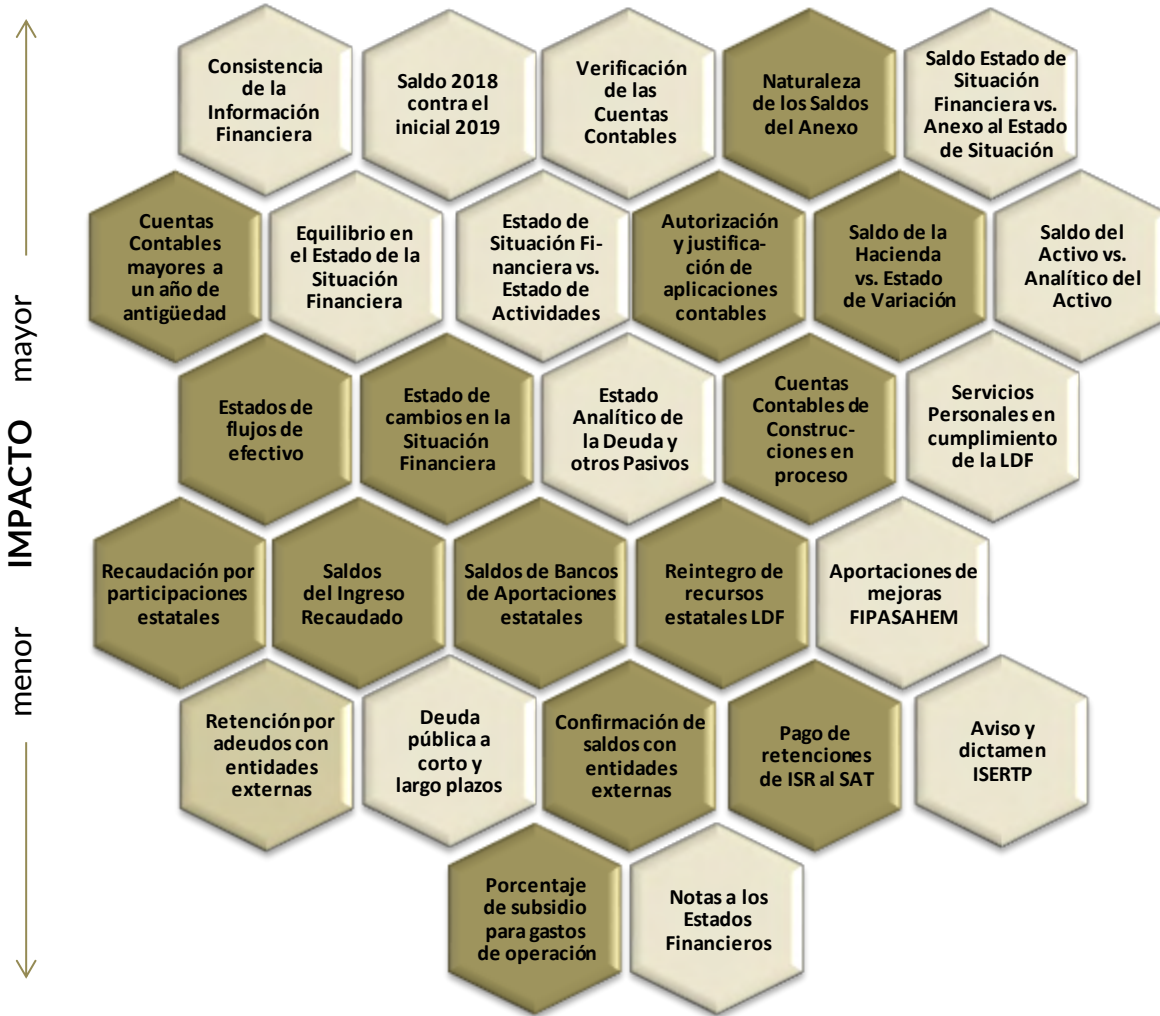 Consistencia
de la
Información
Financiera
Saldo 2018
contra el
inicial 2019
Verificación
de las
Cuentas
Contables
Naturaleza
de los Saldos
del Anexo
Saldo Estado de
Situación
Financiera vs.
Anexo al Estado
de Situación
Cuentas
Contables
mayores a
un año de
antigüedad
Equilibrio en
el Estado de la
Situación
Financiera
Estado de
Situación Fi-
nanciera vs.
Estado de
Actividades
Autorización
y justifica-
ción de
aplicaciones
contables
Saldo de la
Hacienda
vs. Estado
de Variación
Saldo del
Activo vs.
Analítico del
Activo
Estados de
flujos de
efectivo
Estado de
cambios en la
Situación
Financiera
Estado
Analítico de
la Deuda y
otros Pasivos
Cuentas
Contables de
Construc-
ciones en
proceso
Servicios
Personales en
cumplimiento
de la LDF
Recaudación por
participaciones
estatales
Saldos
del Ingreso
Recaudado
Saldos de Bancos
de Aportaciones
estatales
Reintegro de
recursos
estatales LDF
Aportaciones de
mejoras
FIPASAHEM
Retención por
adeudos con
entidades
externas
Deuda
pública a
corto y
largo plazos
Confirmación de
saldos con
entidades
externas
Pago de
retenciones
de ISR al SAT
Aviso y
dictamen
ISERTP
Porcentaje
de subsidio
para gastos
de operación
Notas a los
Estados
Financieros
menor IMPACTO mayor